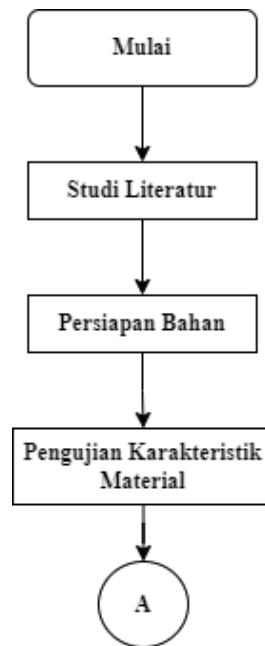 Mulai
Studi Literatur
Persiapan Bahan
Pengujian Karakteristik
Material
A